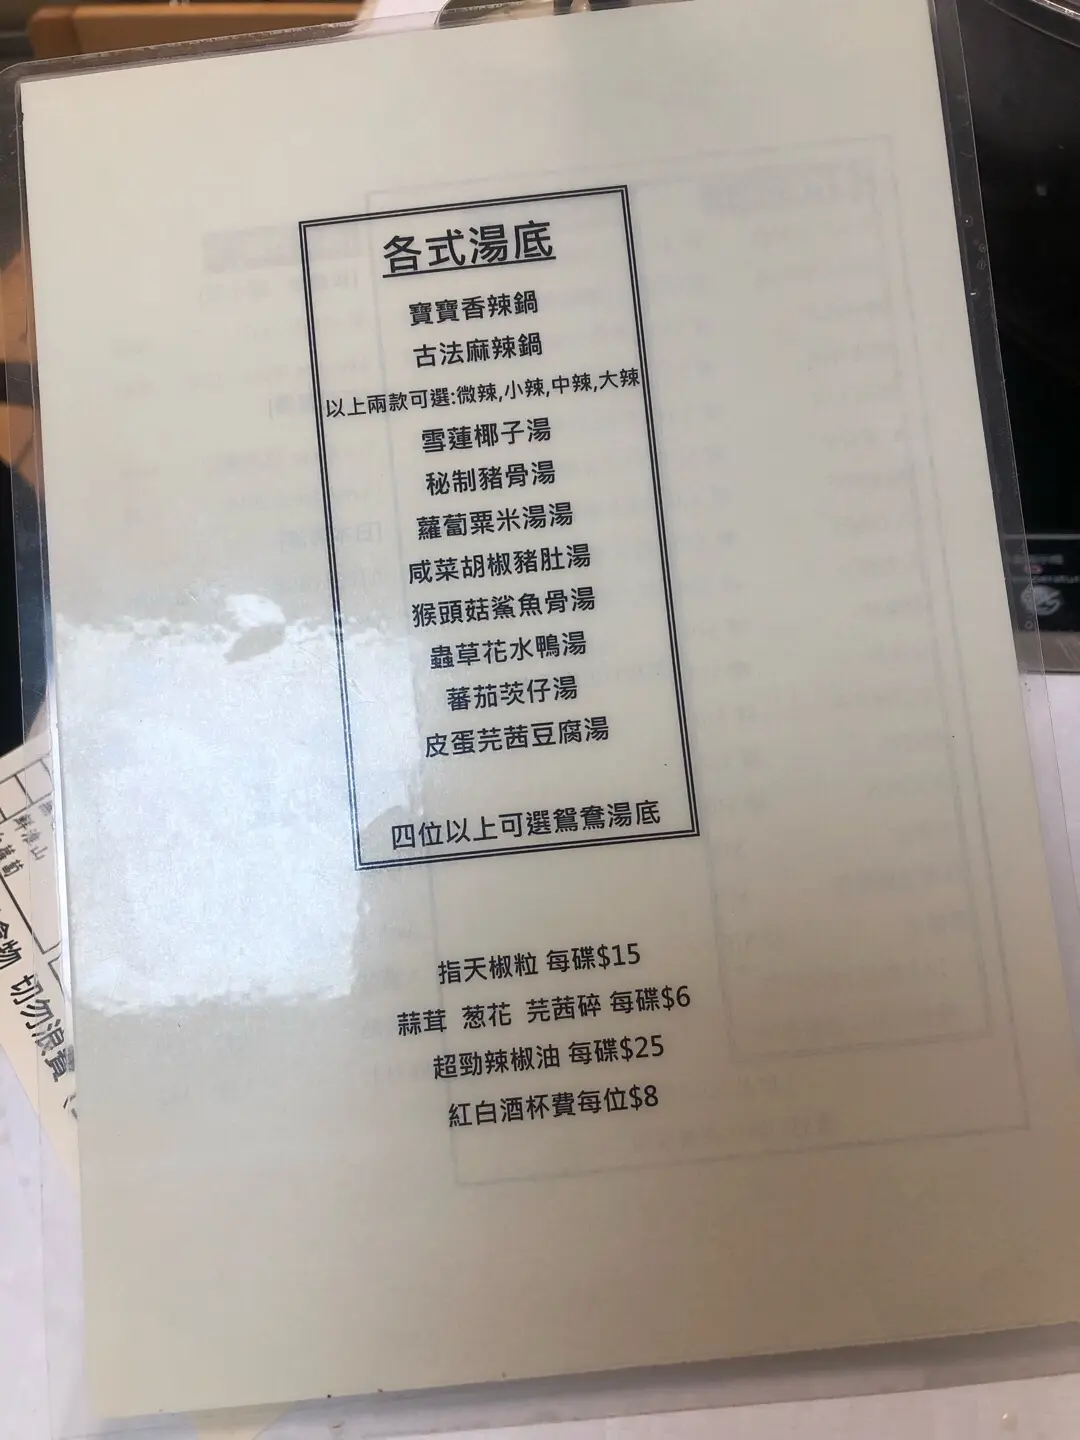 各式湯底
寶寶香辣鍋
古法麻辣鍋
以上兩款可選:微辣,小辣,中辣,大辣
雪蓮椰子湯
秘制豬骨湯
蘿蔔粟米湯湯
咸菜胡椒豬肚湯
猴頭菇鯊魚骨湯
蟲草花水鴨湯
蕃茄茨仔湯
皮蛋芫茜豆腐湯
四位以上可選鴛鴦湯底
指天椒粒 每碟$15
蒜茸 葱花 芫茜碎 每碟$6
超勁辣椒油 每碟$25
紅白酒杯費每位$8
鮮淮山
切勿浪費